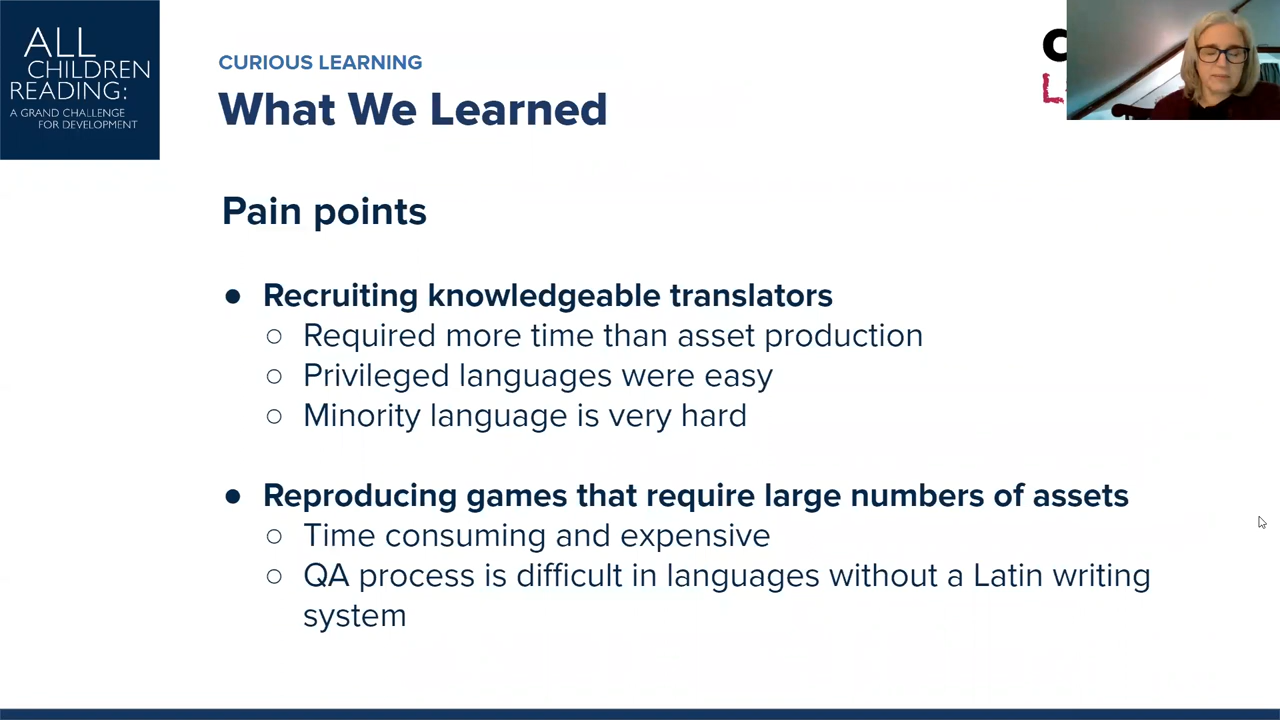 ALL
CHILDREN
READING:
A GRAND CHALLENGE
FOR DEVELOPMENT
CURIOUS LEARNING
What We Learned
Pain points
● Recruiting knowledgeable translators
○ Required more time than asset production
○ Privileged languages were easy
○ Minority language is very hard
● Reproducing games that require large numbers of assets
○ Time consuming and expensive
○ QA process is difficult in languages without a Latin writing
system